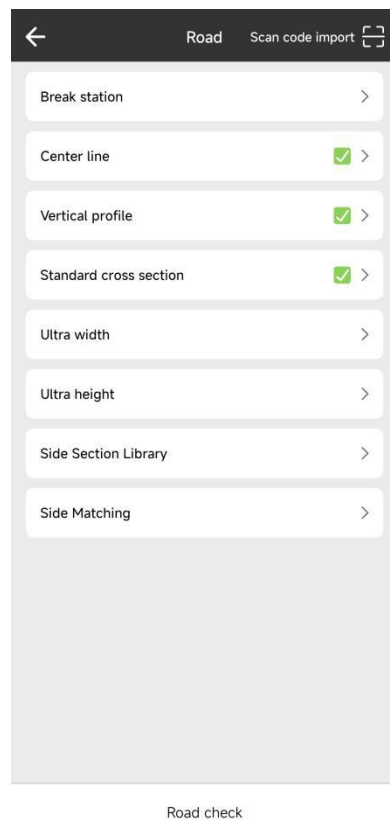 Road Scan code import
Break station
Center line
Vertical profile
Standard cross section
Ultra width
Ultra height
Side Section Library
Side Matching
Road check